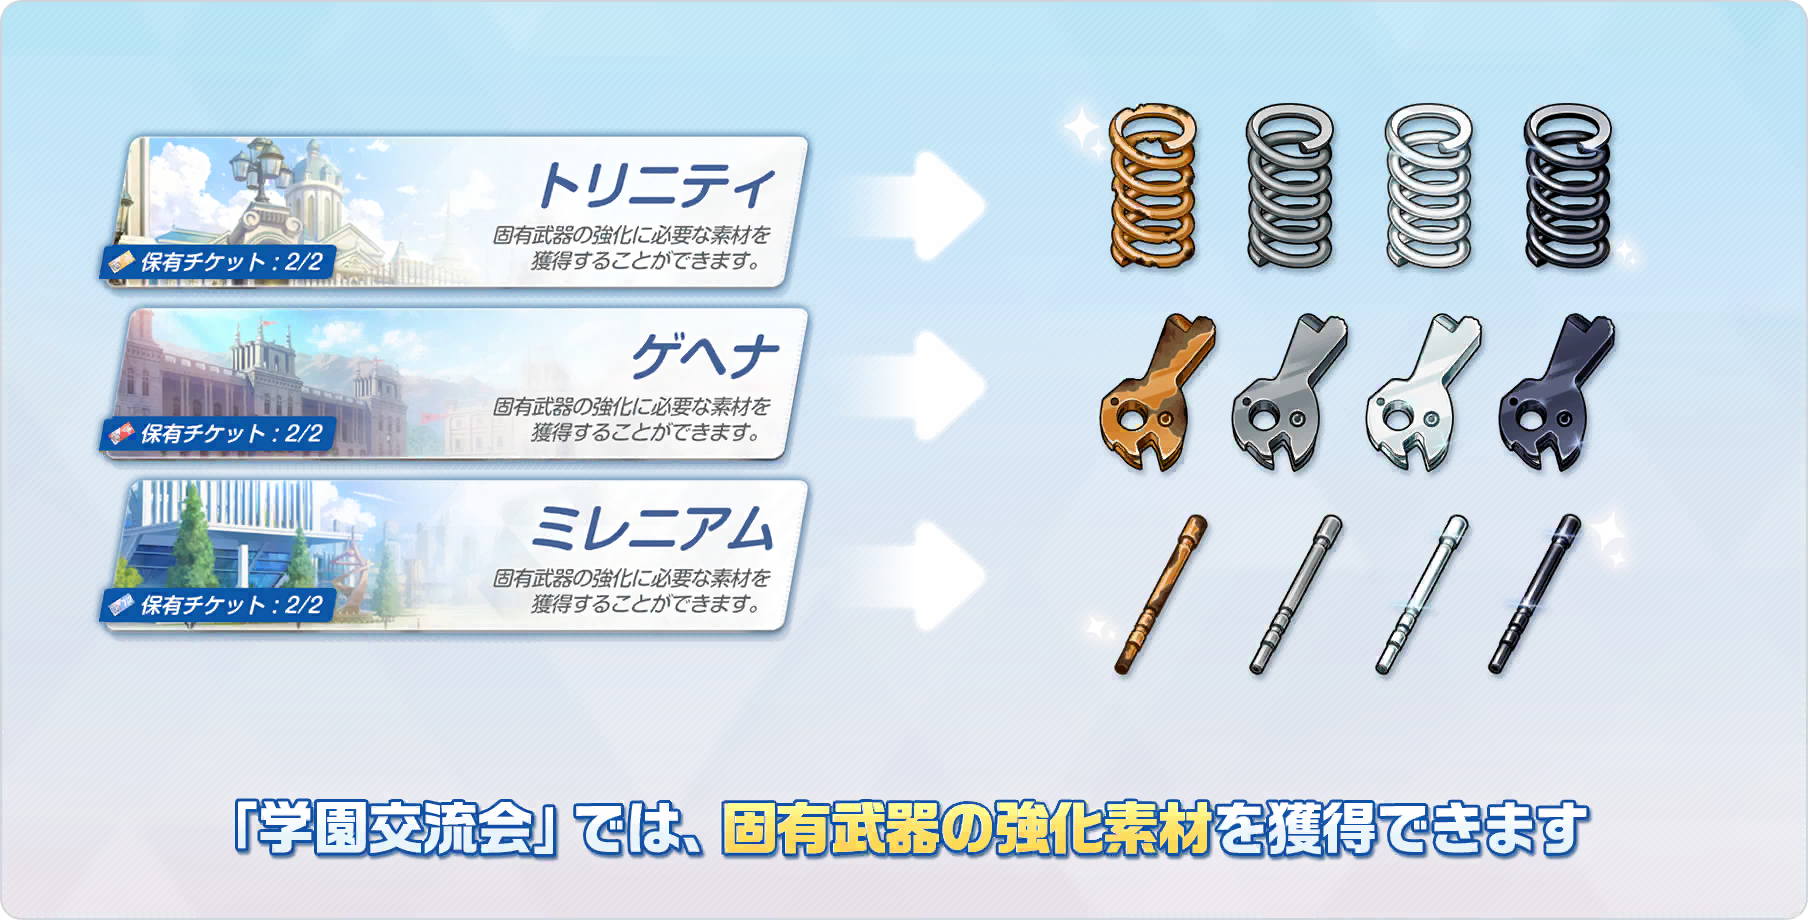 トリニティ
固有武器の強化に必要な素材を
獲得することができます。
保有チケット : 2/2
ゲヘナ
固有武器の強化に必要な素材を
獲得することができます。
保有チケット : 2/2
ミレニアム
固有武器の強化に必要な素材を
獲得することができます。
保有チケット : 2/2
「学園交流会」では、固有武器の強化素材を獲得できます